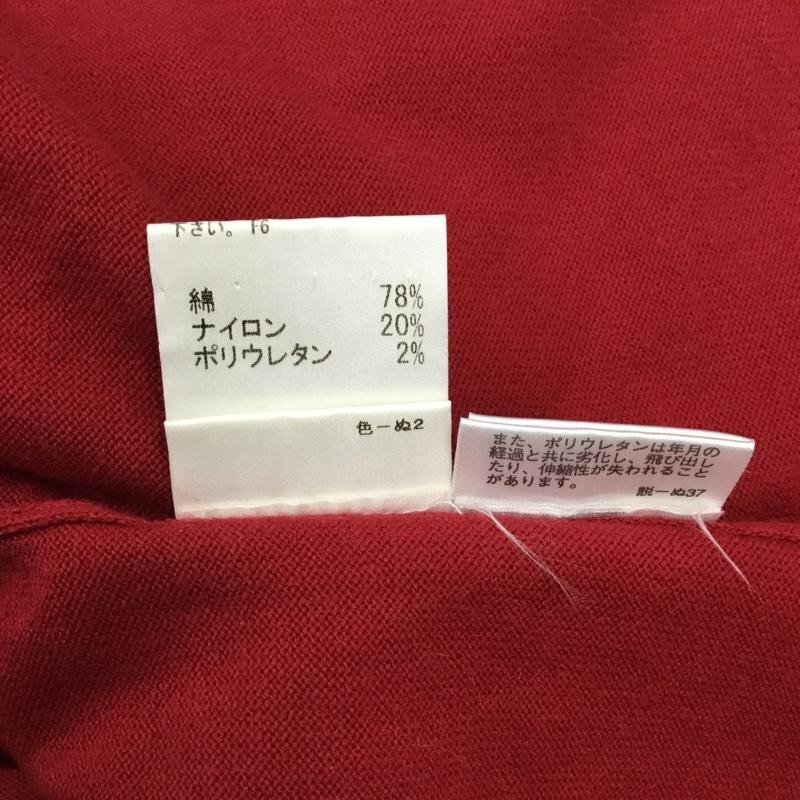 下さい。16
綿 78%
ナイロン 20%
ポリウレタン 2%
色ーぬ2
また、ポリウレタンは年月の
経過と共に劣化し、飛び出し
たり、伸縮性が失われること
があります。
説ーぬ37